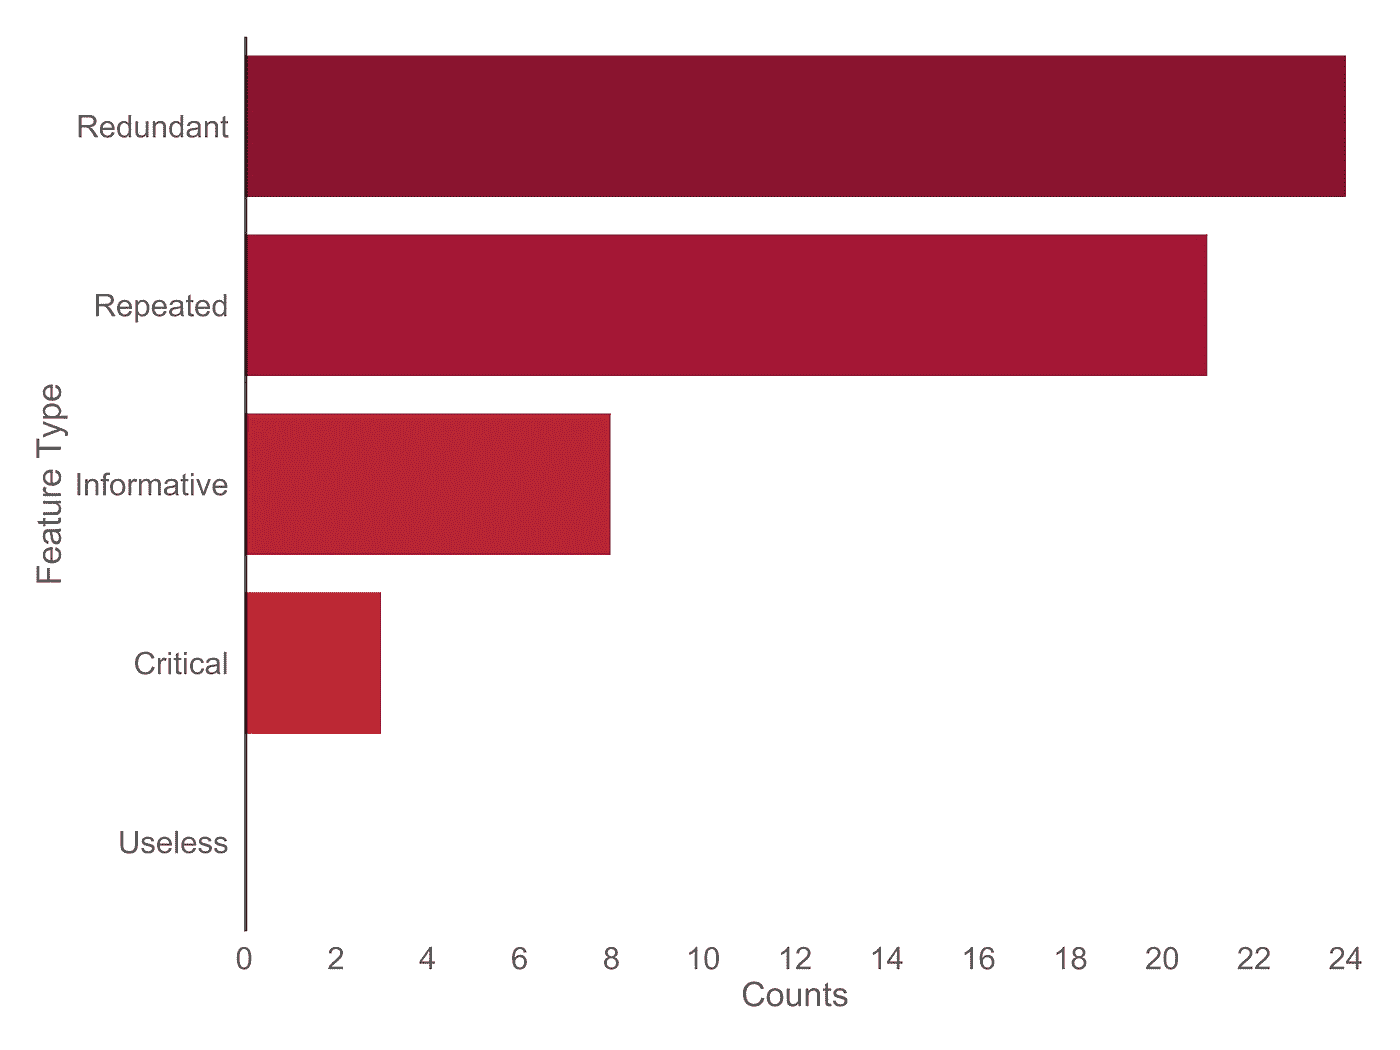 Redundant
Repeated
Informative
Critical
Useless
Feature Type
0 2 4 6 8 10 12 14 16 18 20 22 24
Counts